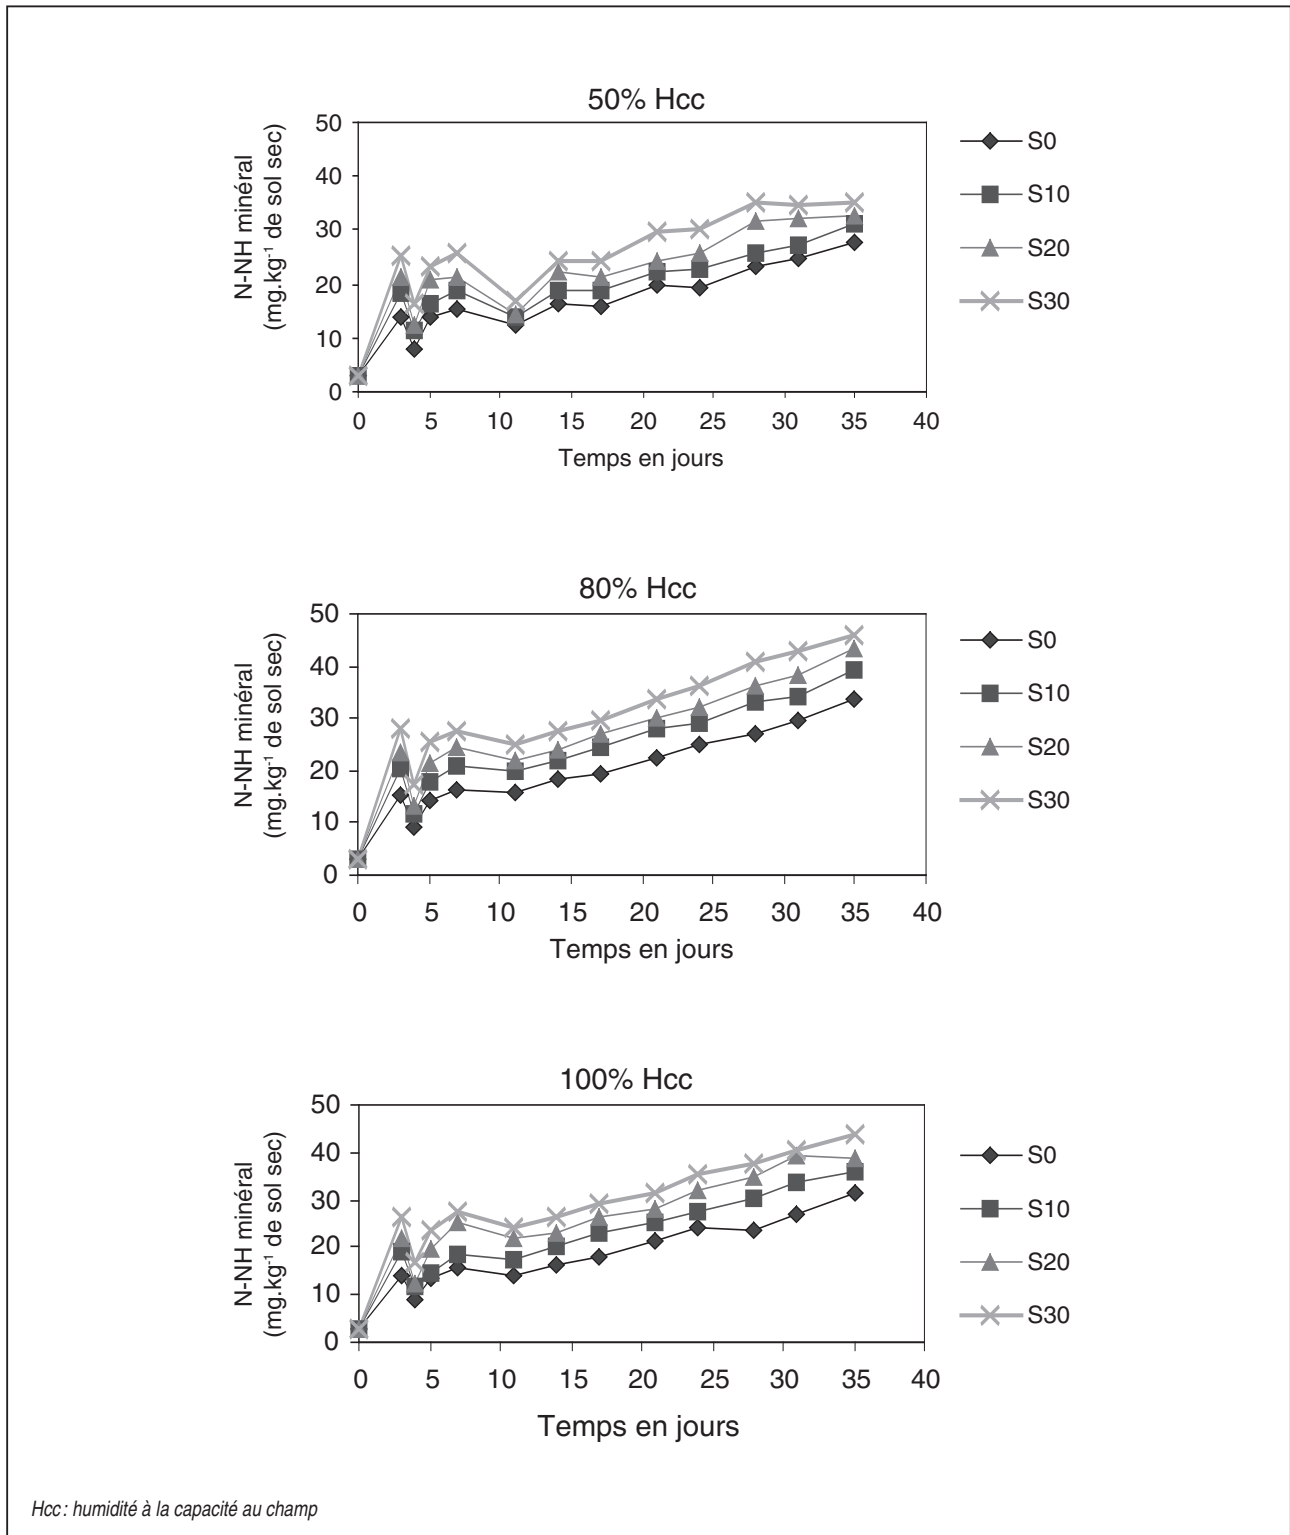 50% Hcc
N-NH minéral
(mg.kg⁻¹ de sol sec)
50
40
30
20
10
0
0 5 10 15 20 25 30 35 40
Temps en jours
S0
S10
S20
S30
80% Hcc
N-NH minéral
(mg.kg⁻¹ de sol sec)
50
40
30
20
10
0
0 5 10 15 20 25 30 35 40
Temps en jours
S0
S10
S20
S30
100% Hcc
N-NH minéral
(mg.kg⁻¹ de sol sec)
50
40
30
20
10
0
0 5 10 15 20 25 30 35 40
Temps en jours
S0
S10
S20
S30
Hcc : humidité à la capacité au champ